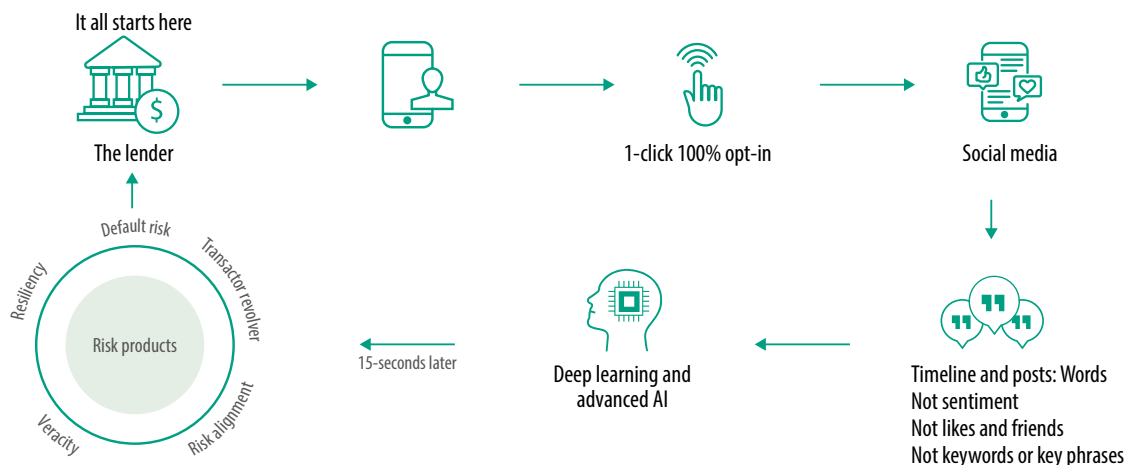 It all starts here
$
The lender
1-click 100% opt-in
Social media
Timeline and posts: Words
Not sentiment
Not likes and friends
Not keywords or key phrases
Deep learning and
advanced AI
15-seconds later
Default risk
Transactor revolver
Risk alignment
Veracity
Resiliency
Risk products